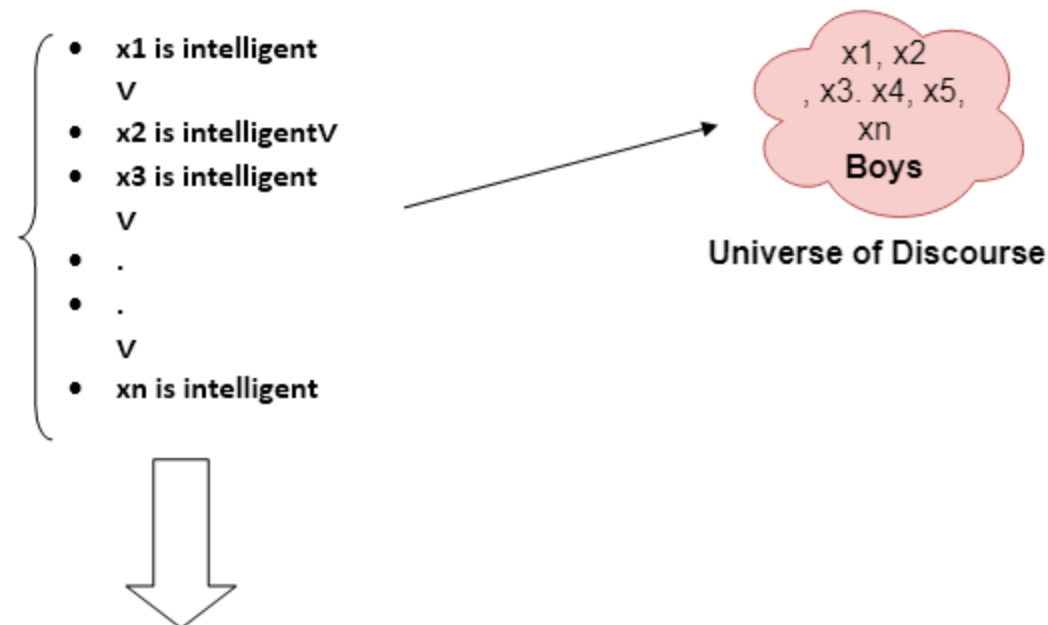 • x1 is intelligent
V
• x2 is intelligentV
• x3 is intelligent
V
• .
• .
V
• xn is intelligent
x1, x2
, x3. x4, x5,
xn
Boys
Universe of Discourse